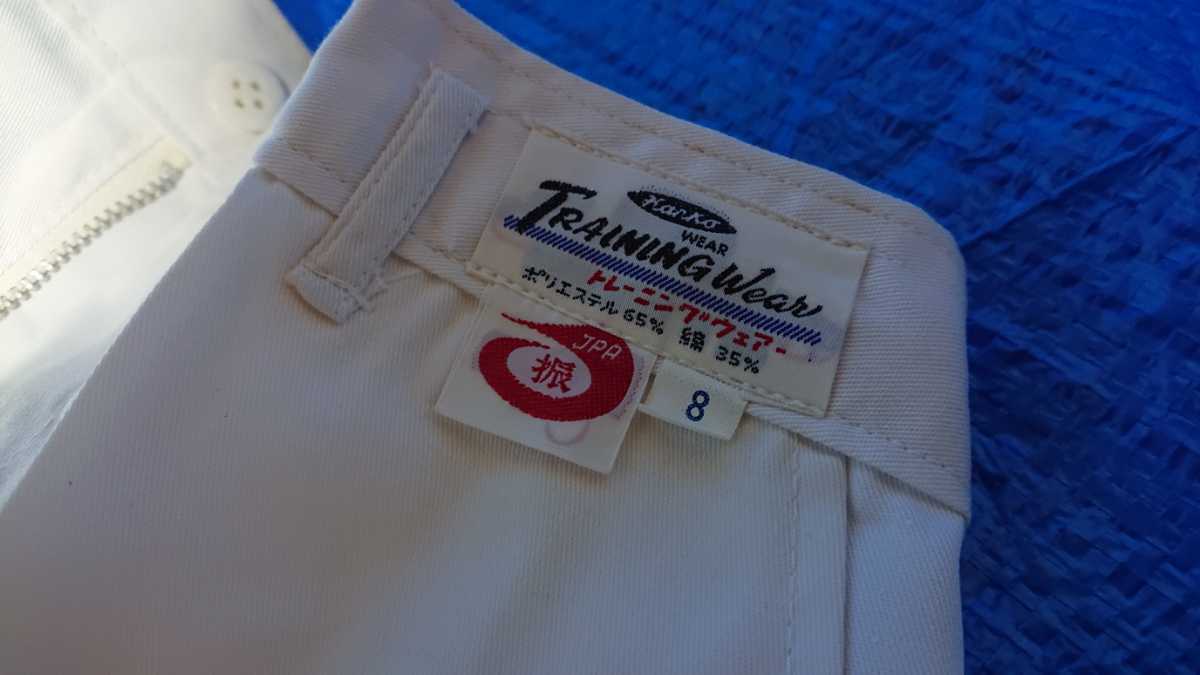 Kanko
WEAR
TRAINING Wear
トレーニングウェアー
ポリエステル 65% 綿 35%
JPA
振
8